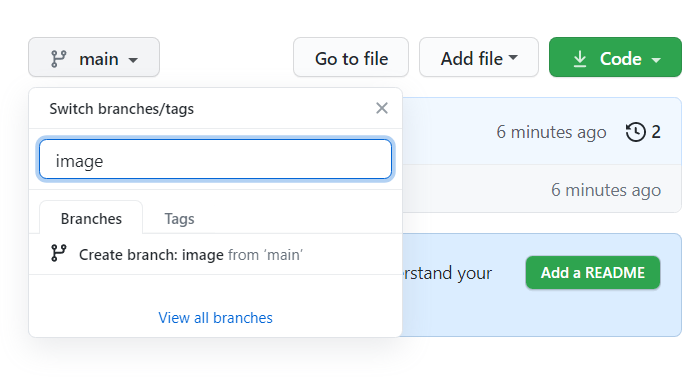 main
Go to file
Add file
Code
Switch branches/tags
6 minutes ago
2
image
6 minutes ago
Branches
Tags
Create branch: image from ‘main’
erstand your
Add a README
View all branches